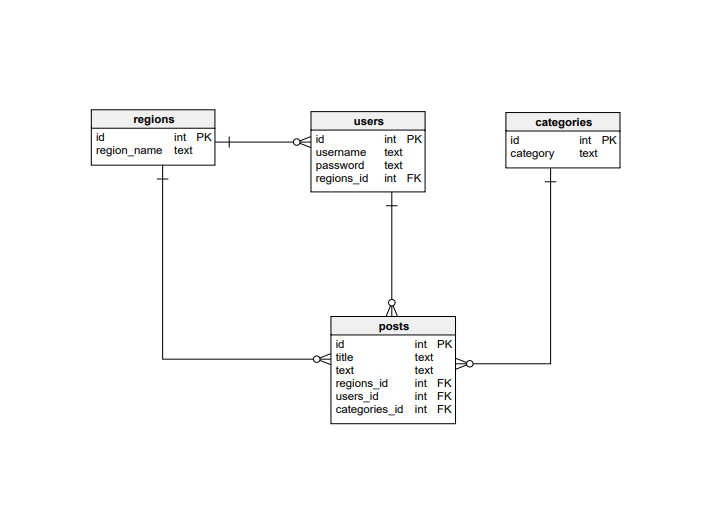 regions
id int PK
region_name text
users
id int PK
username text
password text
regions_id int FK
categories
id int PK
category text
posts
id int PK
title text
text text
regions_id int FK
users_id int FK
categories_id int FK